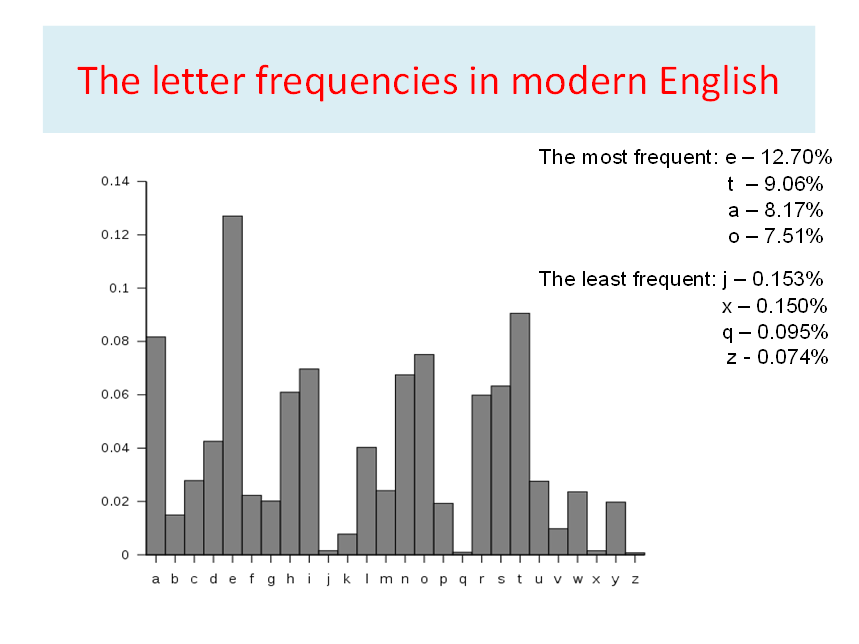 The letter frequencies in modern English
The most frequent: e – 12.70%
t – 9.06%
a – 8.17%
o – 7.51%
The least frequent: j – 0.153%
x – 0.150%
q – 0.095%
z - 0.074%
0.14
0.12
0.1
0.08
0.06
0.04
0.02
0
a b c d e f g h i j k l m n o p q r s t u v w x y z